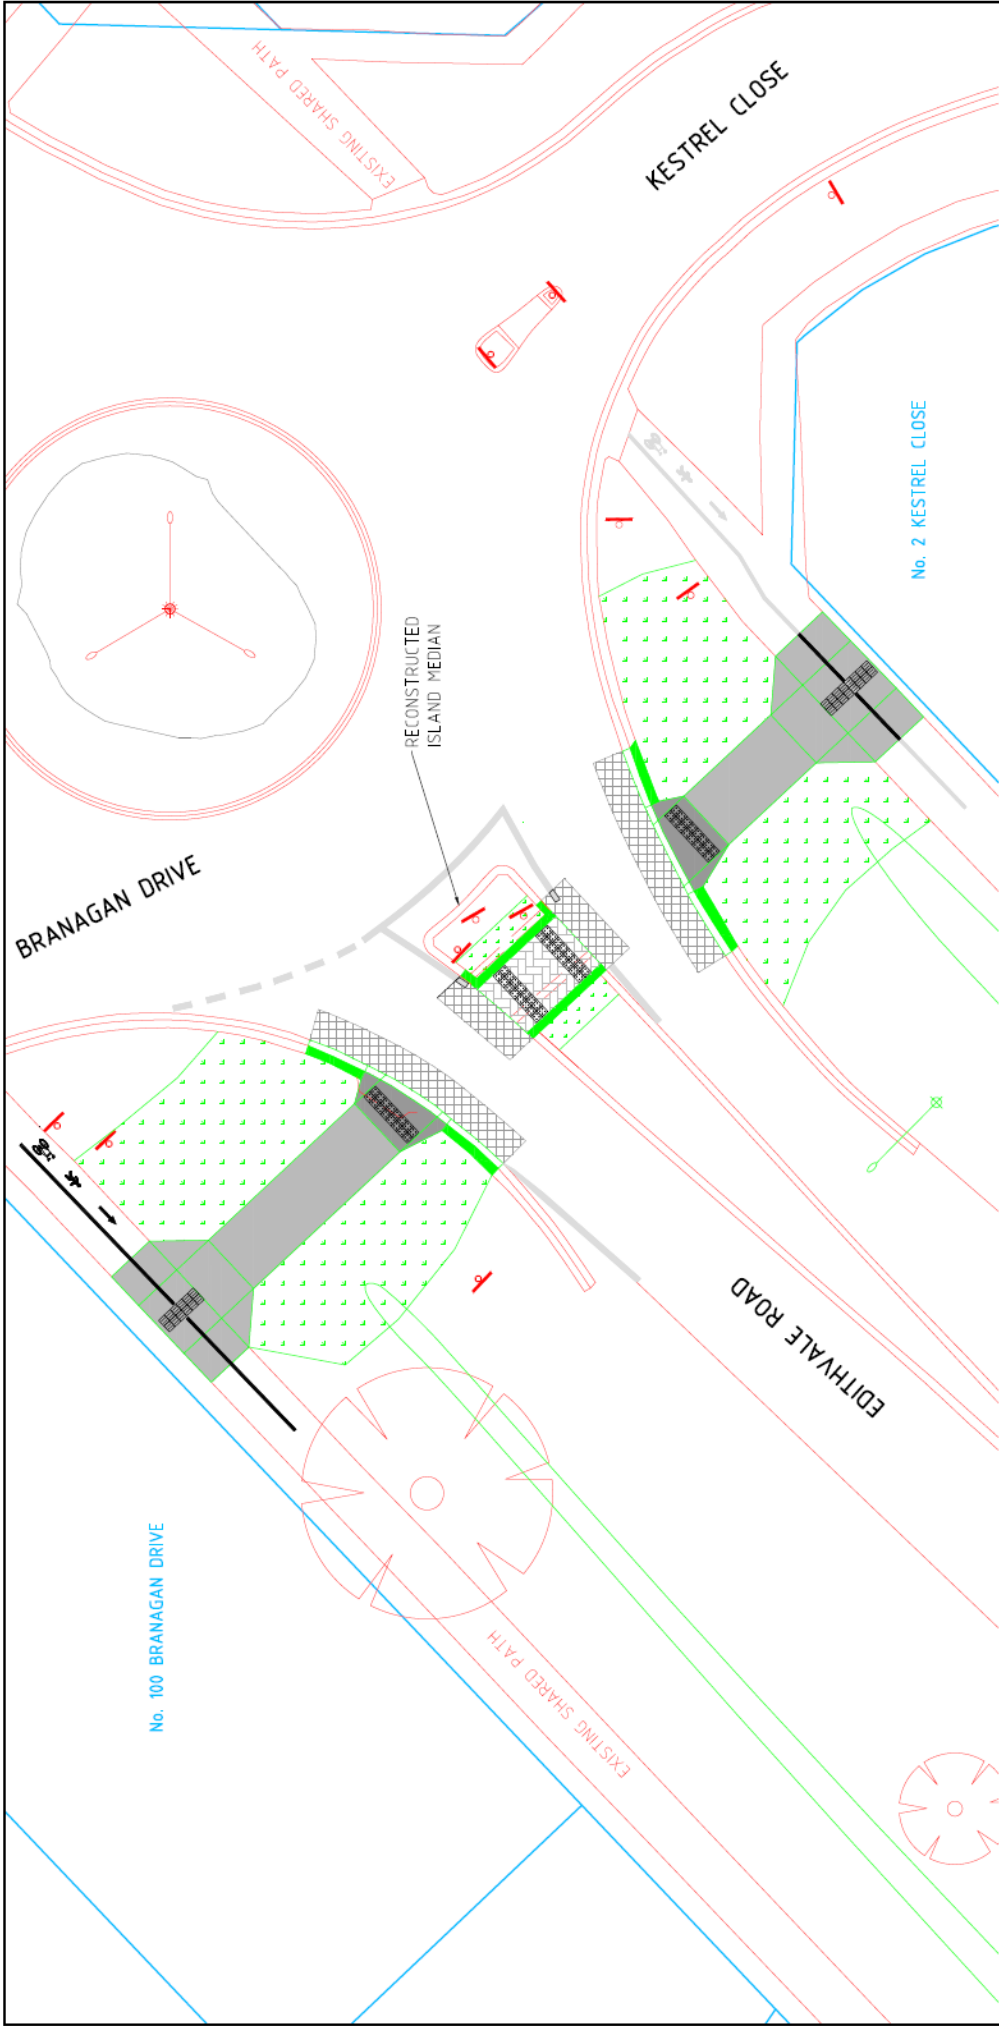 EXISTING SHARED PATH
KESTREL CLOSE
No. 2 KESTREL CLOSE
RECONSTRUCTED
ISLAND MEDIAN
BRANAGAN DRIVE
EDITHVALE ROAD
No. 100 BRANAGAN DRIVE
EXISTING SHARED PATH